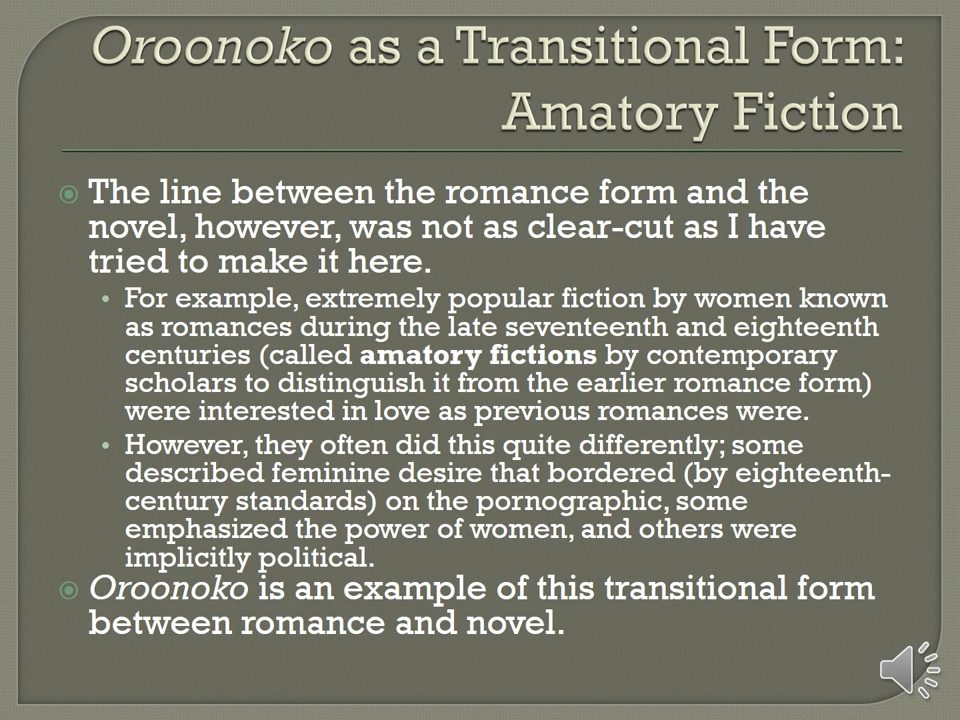 Oroonoko as a Transitional Form:
Amatory Fiction
The line between the romance form and the
novel, however, was not as clear-cut as I have
tried to make it here.
For example, extremely popular fiction by women known
as romances during the late seventeenth and eighteenth
centuries (called amatory fictions by contemporary
scholars to distinguish it from the earlier romance form)
were interested in love as previous romances were.
However, they often did this quite differently; some
described feminine desire that bordered (by eighteenth-
century standards) on the pornographic, some
emphasized the power of women, and others were
implicitly political.
Oroonoko is an example of this transitional form
between romance and novel.